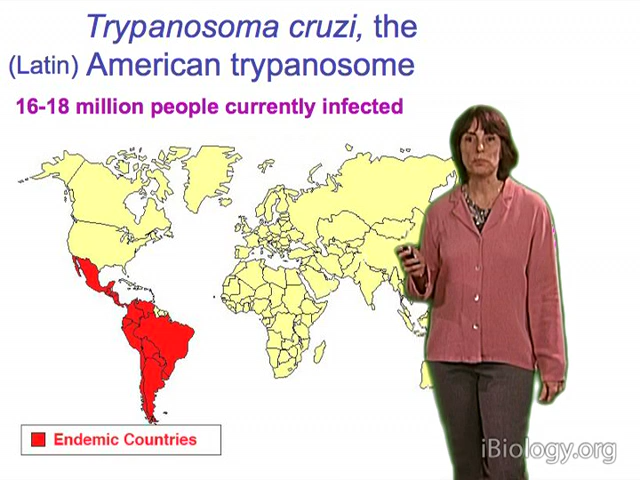 Trypanosoma cruzi, the
(Latin) American trypanosome
16-18 million people currently infected
Endemic Countries
iBiology.org